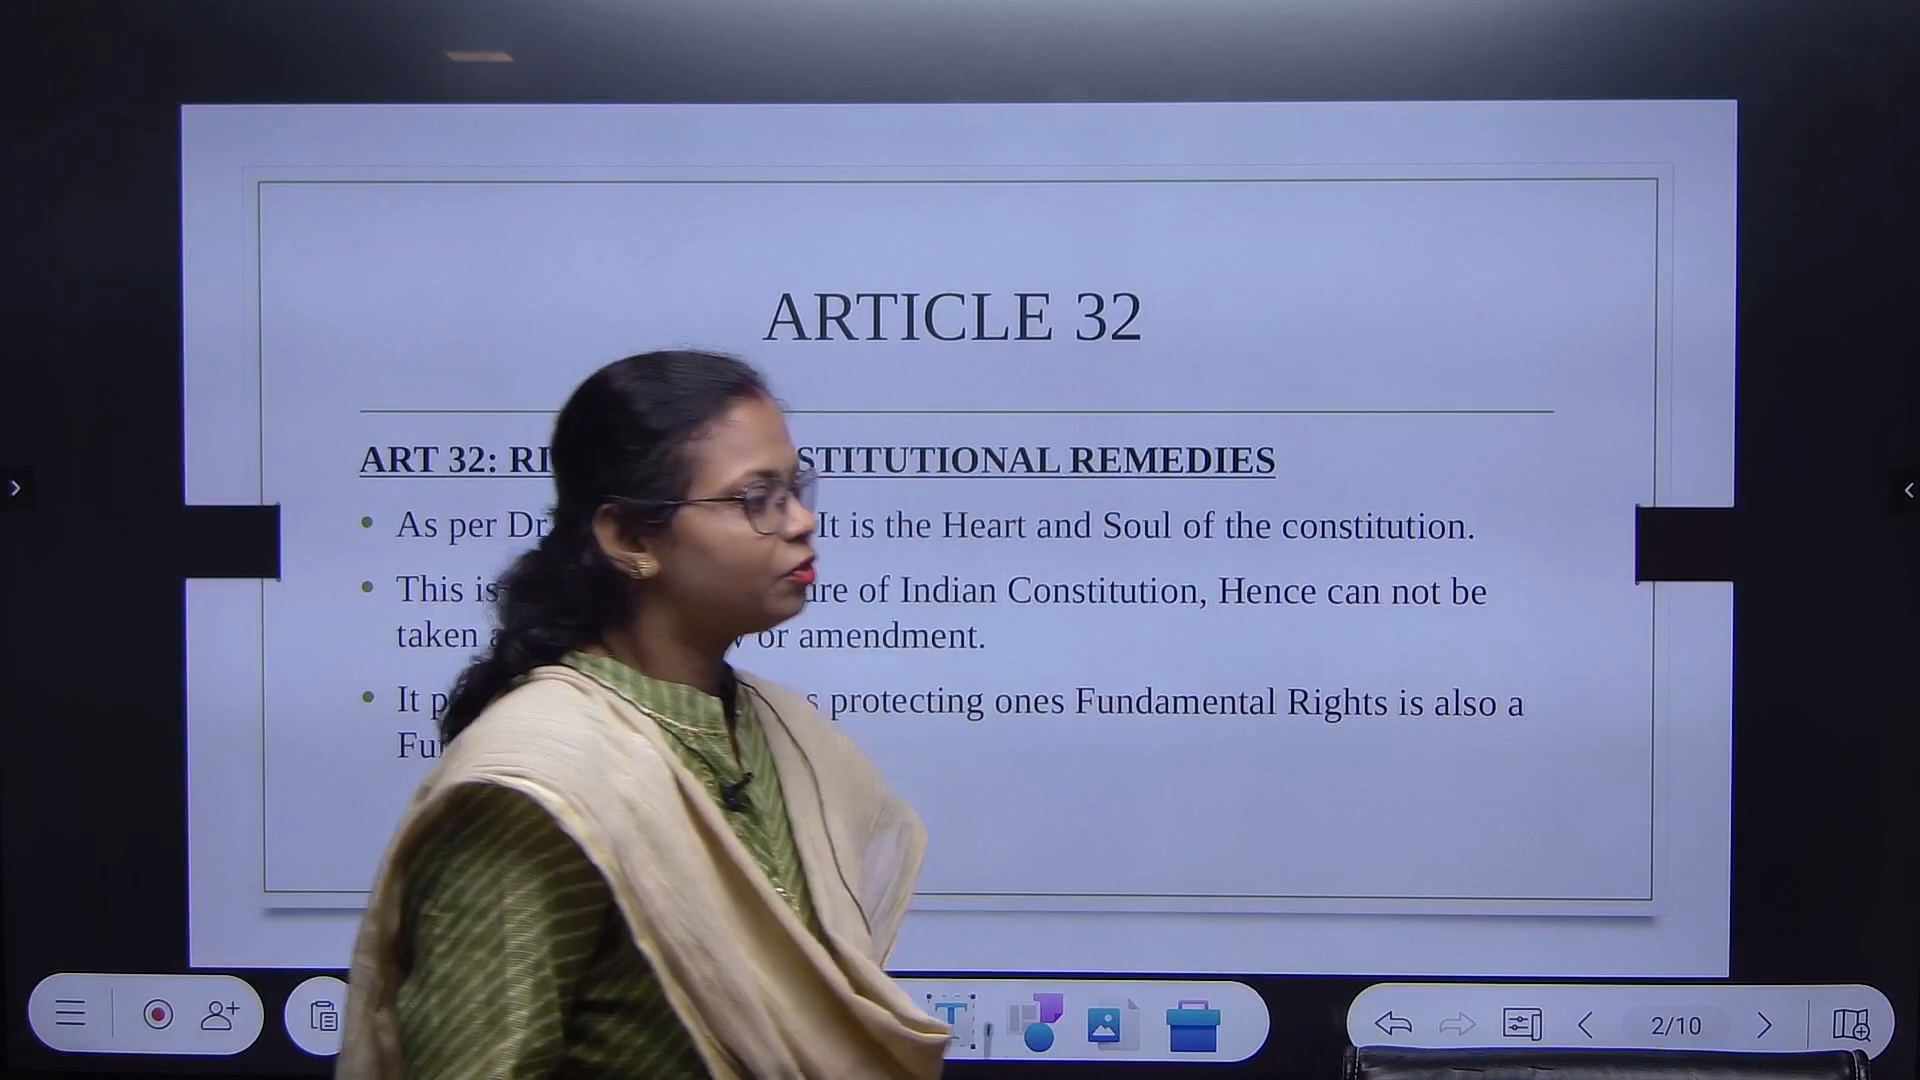 ARTICLE 32
ART 32: STITUTIONAL REMEDIES
As per Dr. It is the Heart and Soul of the constitution.
This is of Indian Constitution, Hence can not be
taken or amendment.
It protecting ones Fundamental Rights is also a
2/10